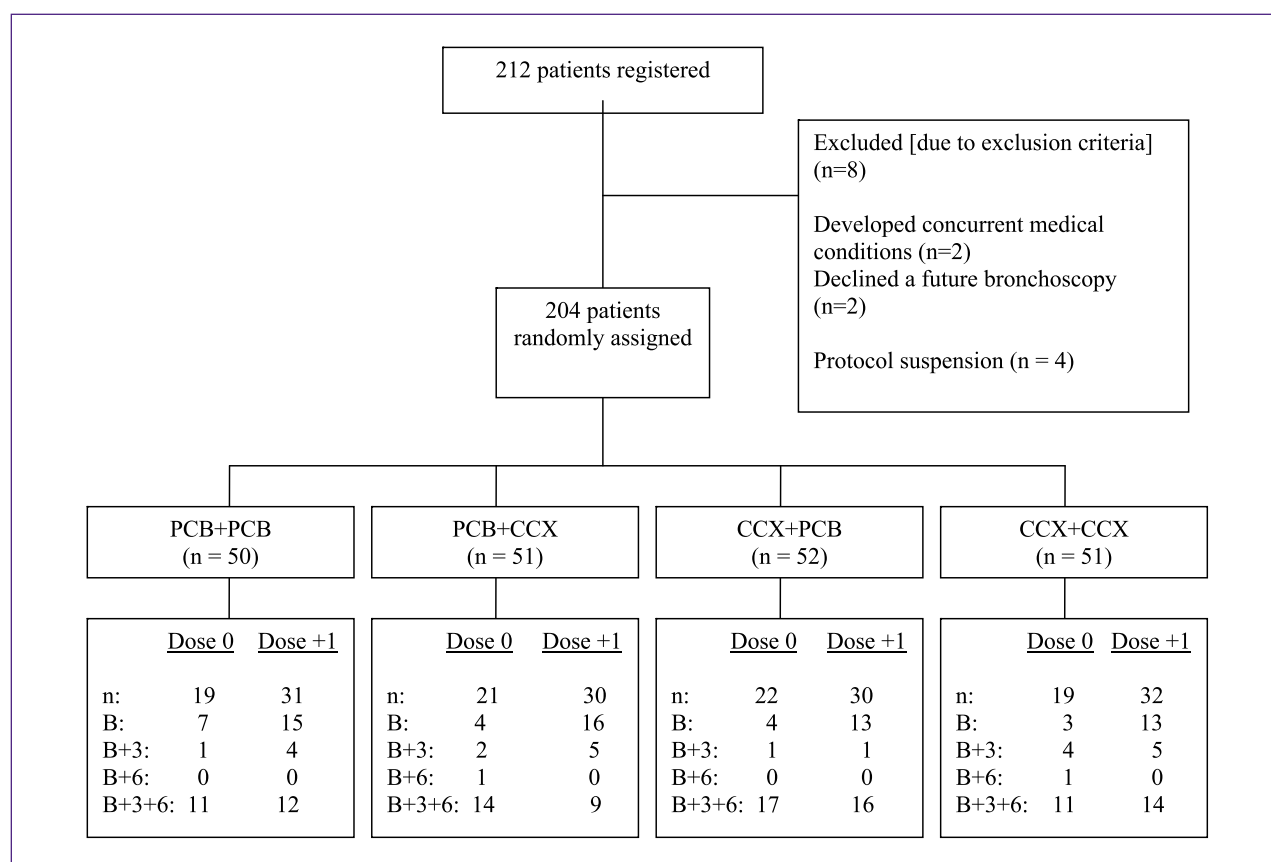 212 patients registered
Excluded [due to exclusion criteria]
(n=8)
Developed concurrent medical
conditions (n=2)
Declined a future bronchoscopy
(n=2)
Protocol suspension (n = 4)
204 patients
randomly assigned
PCB+PCB
(n = 50)
PCB+CCX
(n = 51)
CCX+PCB
(n = 52)
CCX+CCX
(n = 51)
Dose 0 Dose +1
n: 19 31
B: 7 15
B+3: 1 4
B+6: 0 0
B+3+6: 11 12
Dose 0 Dose +1
n: 21 30
B: 4 16
B+3: 2 5
B+6: 1 0
B+3+6: 14 9
Dose 0 Dose +1
n: 22 30
B: 4 13
B+3: 1 1
B+6: 0 0
B+3+6: 17 16
Dose 0 Dose +1
n: 19 32
B: 3 13
B+3: 4 5
B+6: 1 0
B+3+6: 11 14